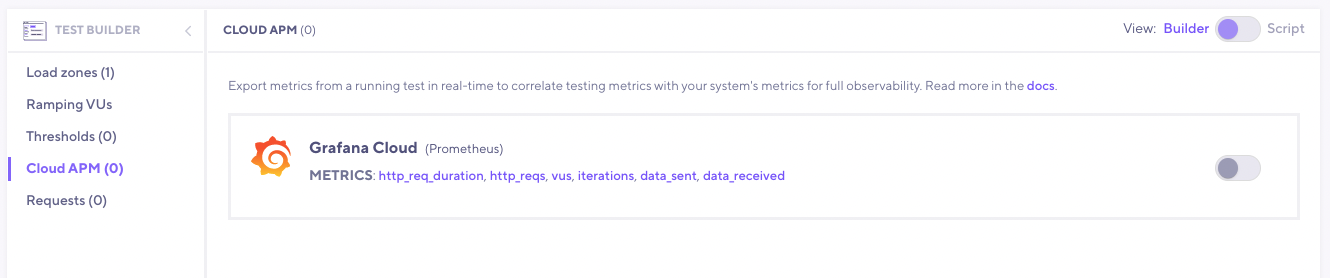 TEST BUILDER
Load zones (1)
Ramping VUs
Thresholds (0)
Cloud APM (0)
Requests (0)
CLOUD APM (0)
View: Builder Script
Export metrics from a running test in real-time to correlate testing metrics with your system's metrics for full observability. Read more in the docs.
Grafana Cloud (Prometheus)
METRICS: http_req_duration, http_reqs, vus, iterations, data_sent, data_received